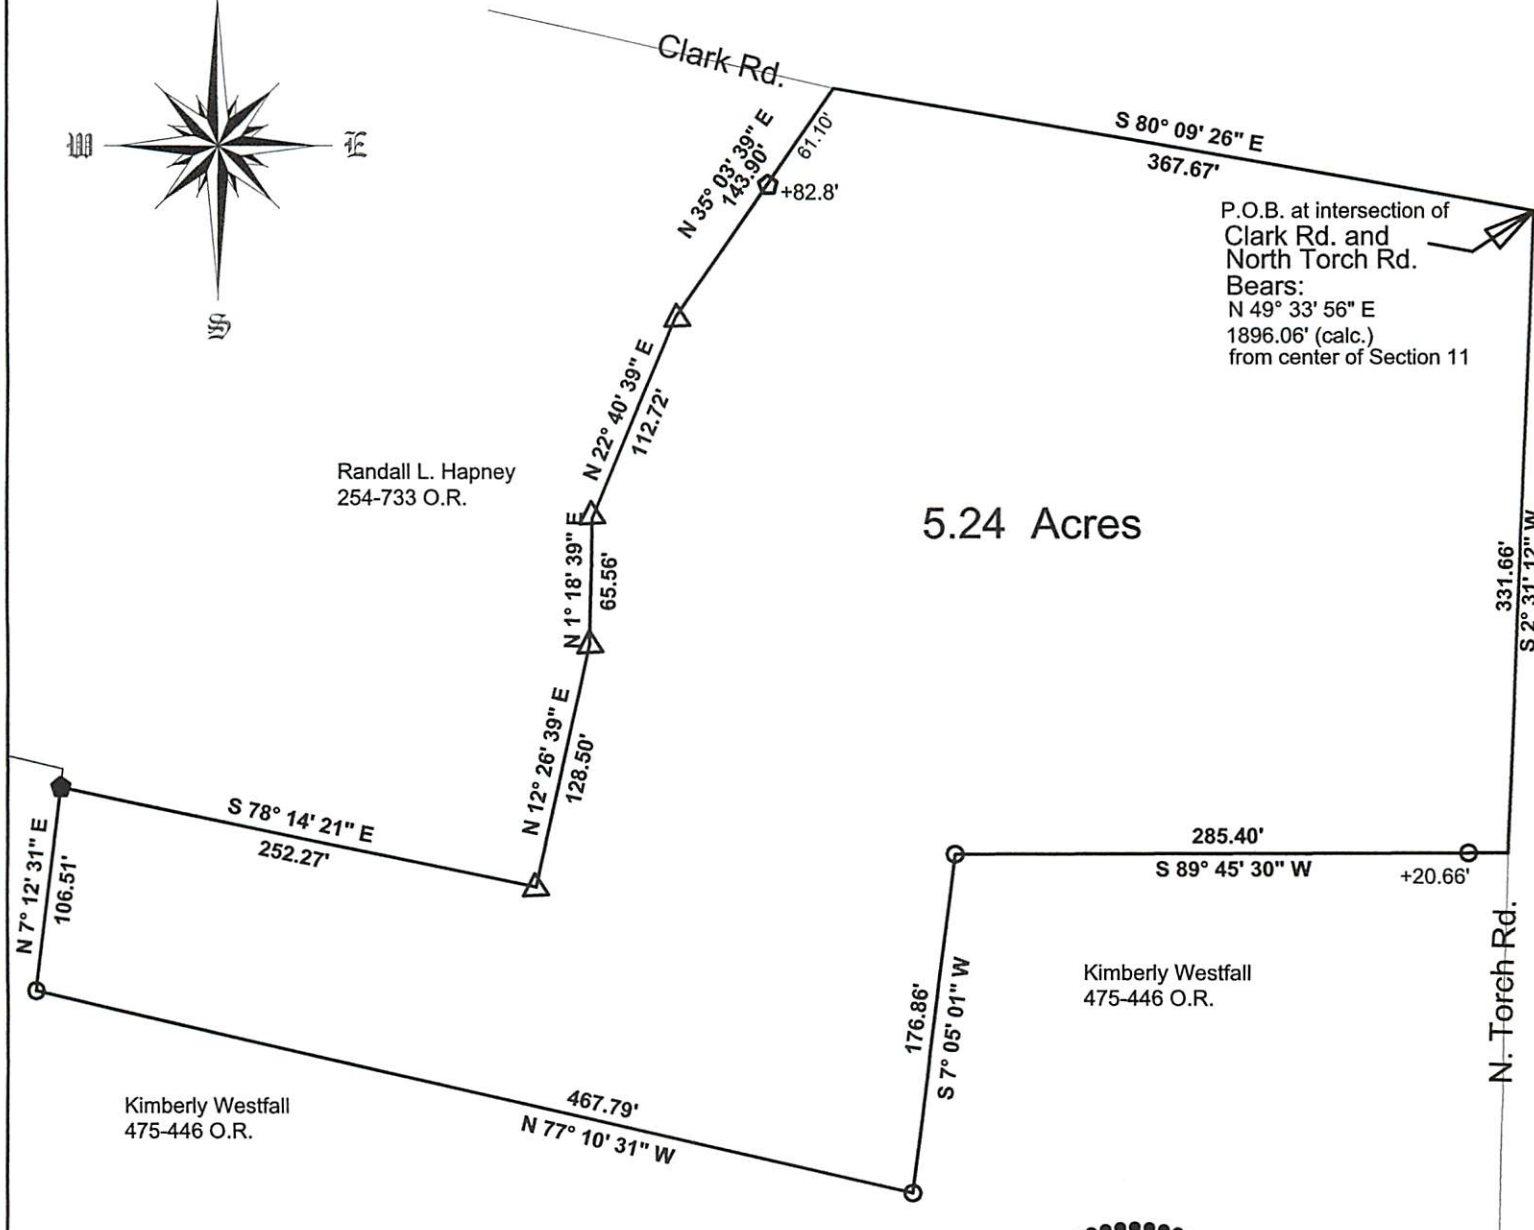 Clark Rd.
W
E
S
N 35° 03' 39" E
143.90'
61.10'
+82.8'
S 80° 09' 26" E
367.67'
P.O.B. at intersection of
Clark Rd. and
North Torch Rd.
Bears:
N 49° 33' 56" E
1896.06' (calc.)
from center of Section 11
N 22° 40' 39" E
112.72'
Randall L. Hapney
254-733 O.R.
5.24 Acres
N 1° 18' 39" E
65.56'
331.66'
S 2° 31' 12" W
N 12° 26' 39" E
128.50'
S 78° 14' 21" E
252.27'
N 7° 12' 31" E
106.51'
285.40'
S 89° 45' 30" W
+20.66'
N. Torch Rd.
Kimberly Westfall
475-446 O.R.
176.86'
S 7° 05' 01" W
467.79'
N 77° 10' 31" W
Kimberly Westfall
475-446 O.R.